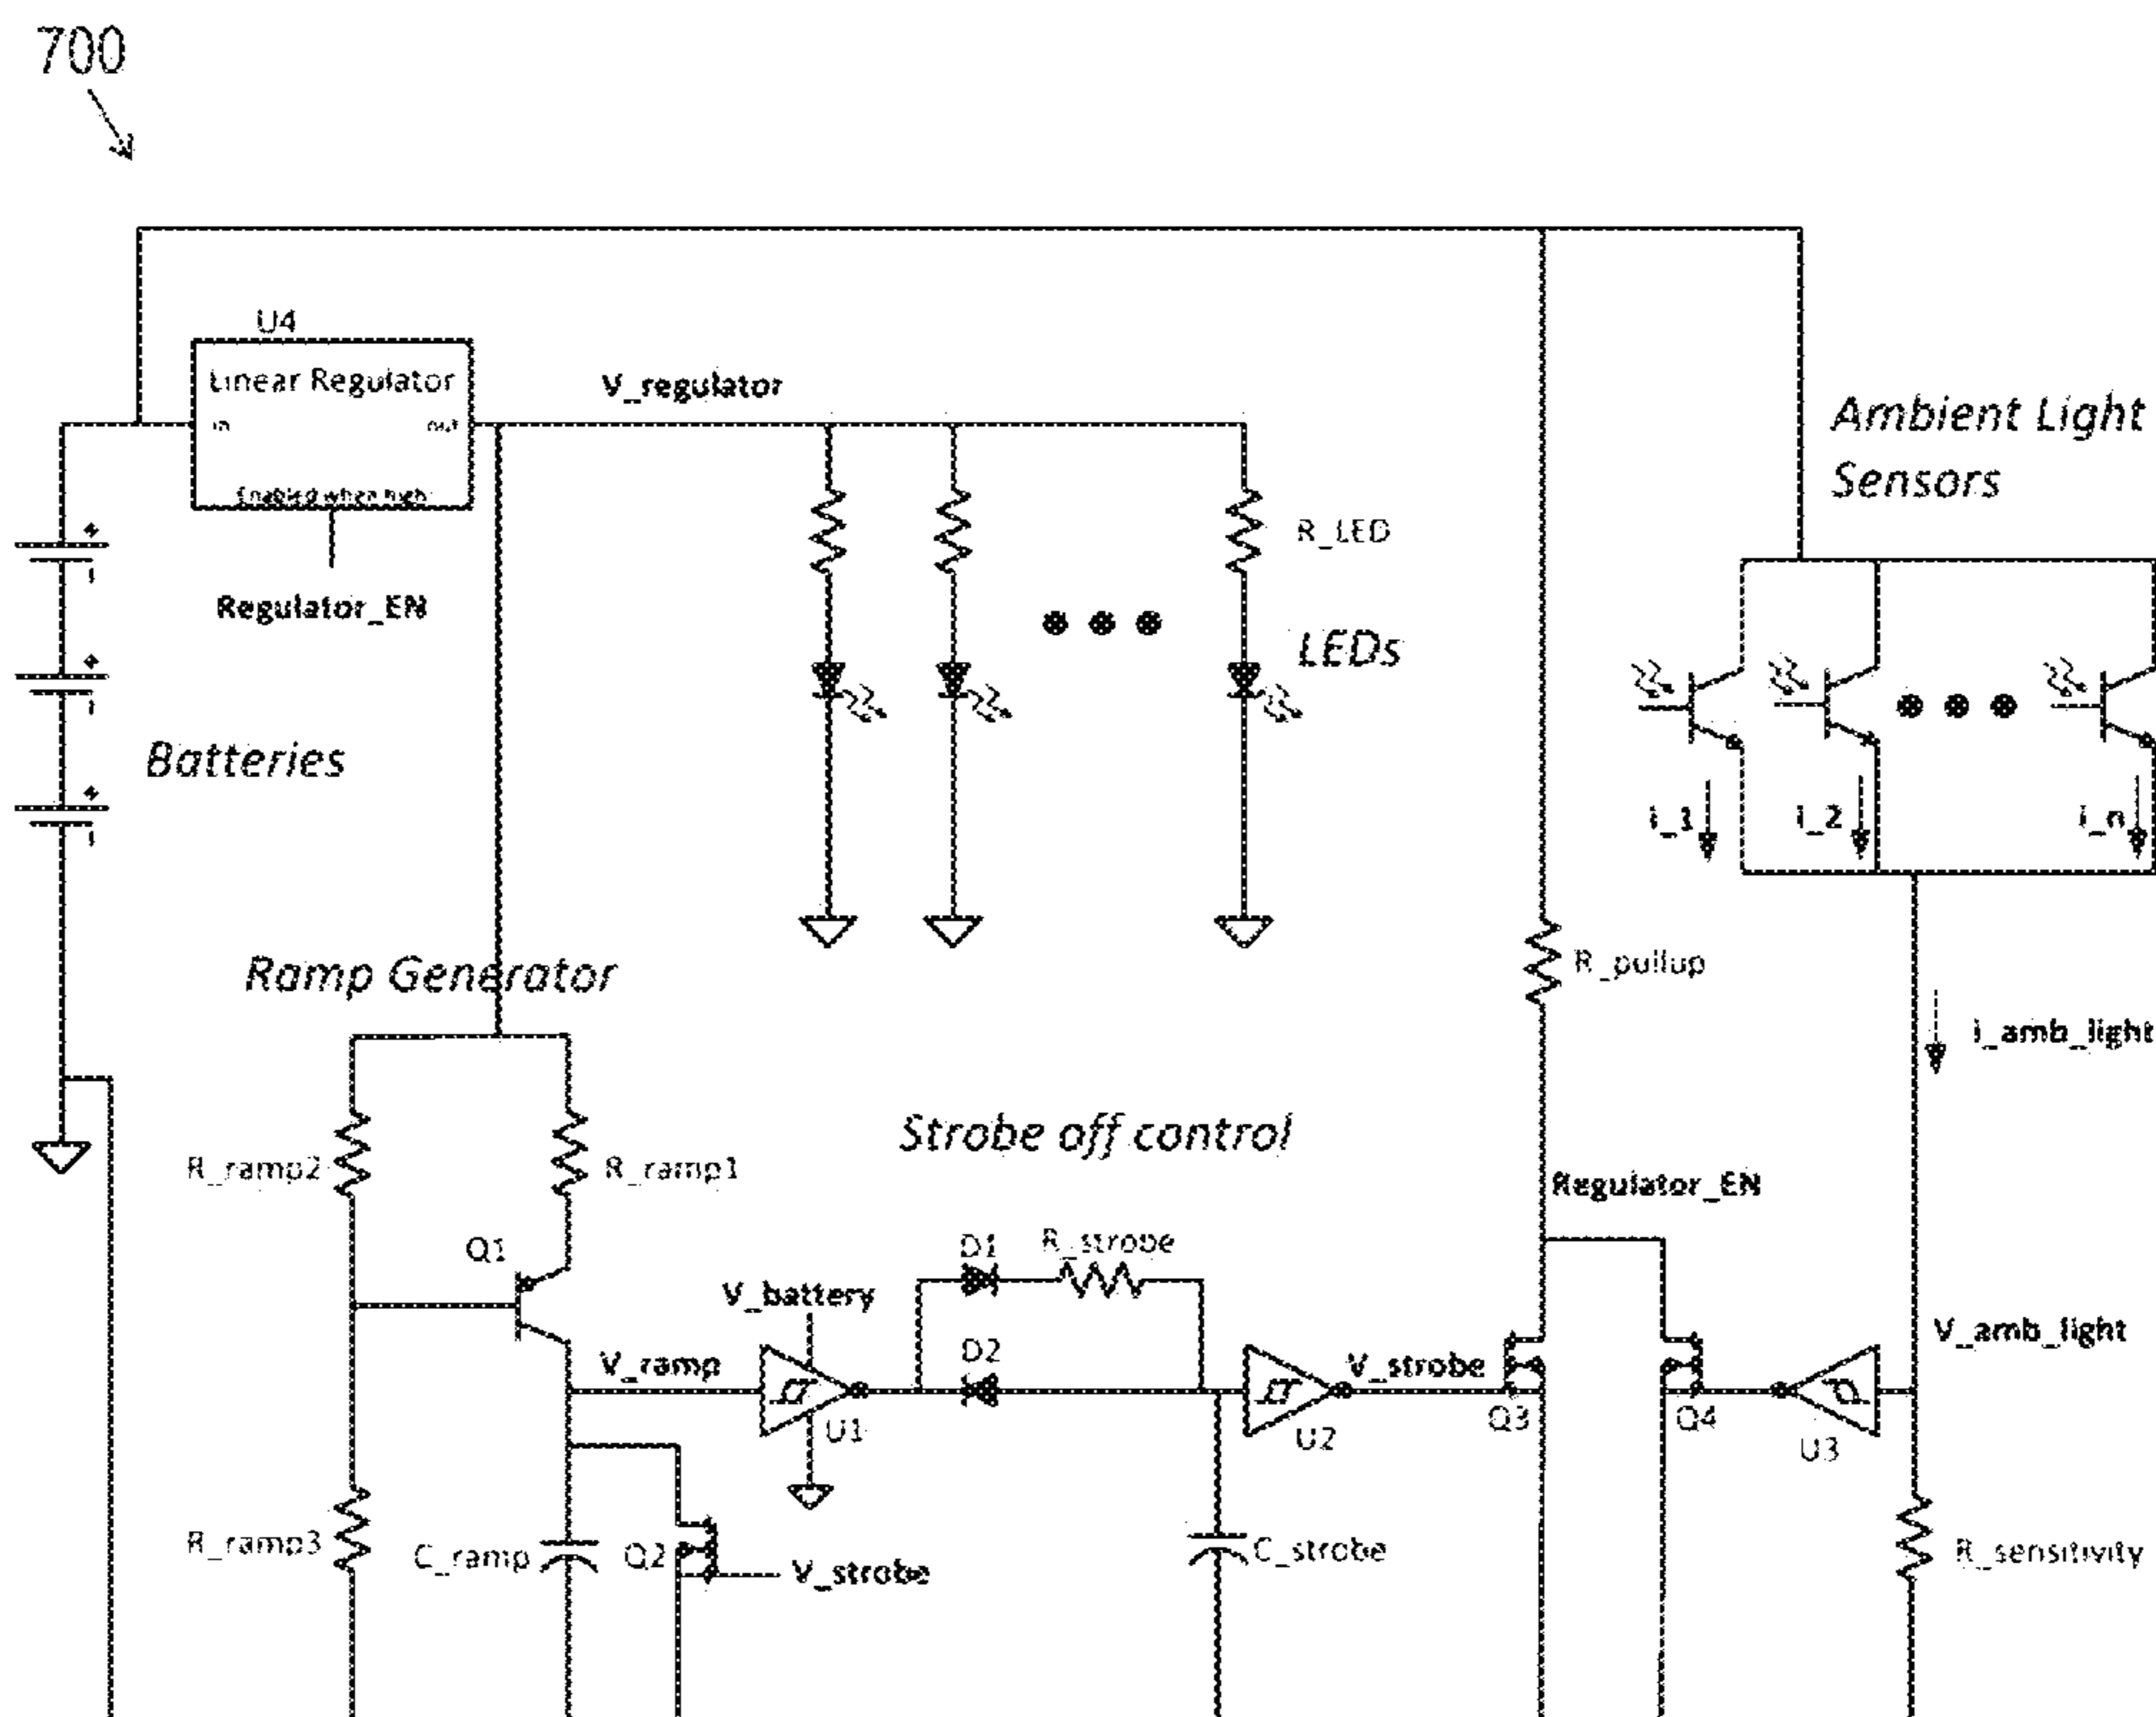 700
U4
Linear Regulator
in
out
Enabled when high
Regulator_EN
V_regulator
R_LED
LEDs
Ambient Light
Sensors
Batteries
+
+
+
i_1
i_2
i_n
i_amb_light
Ramp Generator
R_pullup
Strobe off control
R_ramp2
R_ramp1
Regulator_EN
Q1
D1
R_strobe
V_battery
D2
V_ramp
U1
U2
V_strobe
Q3
Q4
U3
V_amb_light
R_ramp3
C_ramp
Q2
V_strobe
C_strobe
R_sensitivity